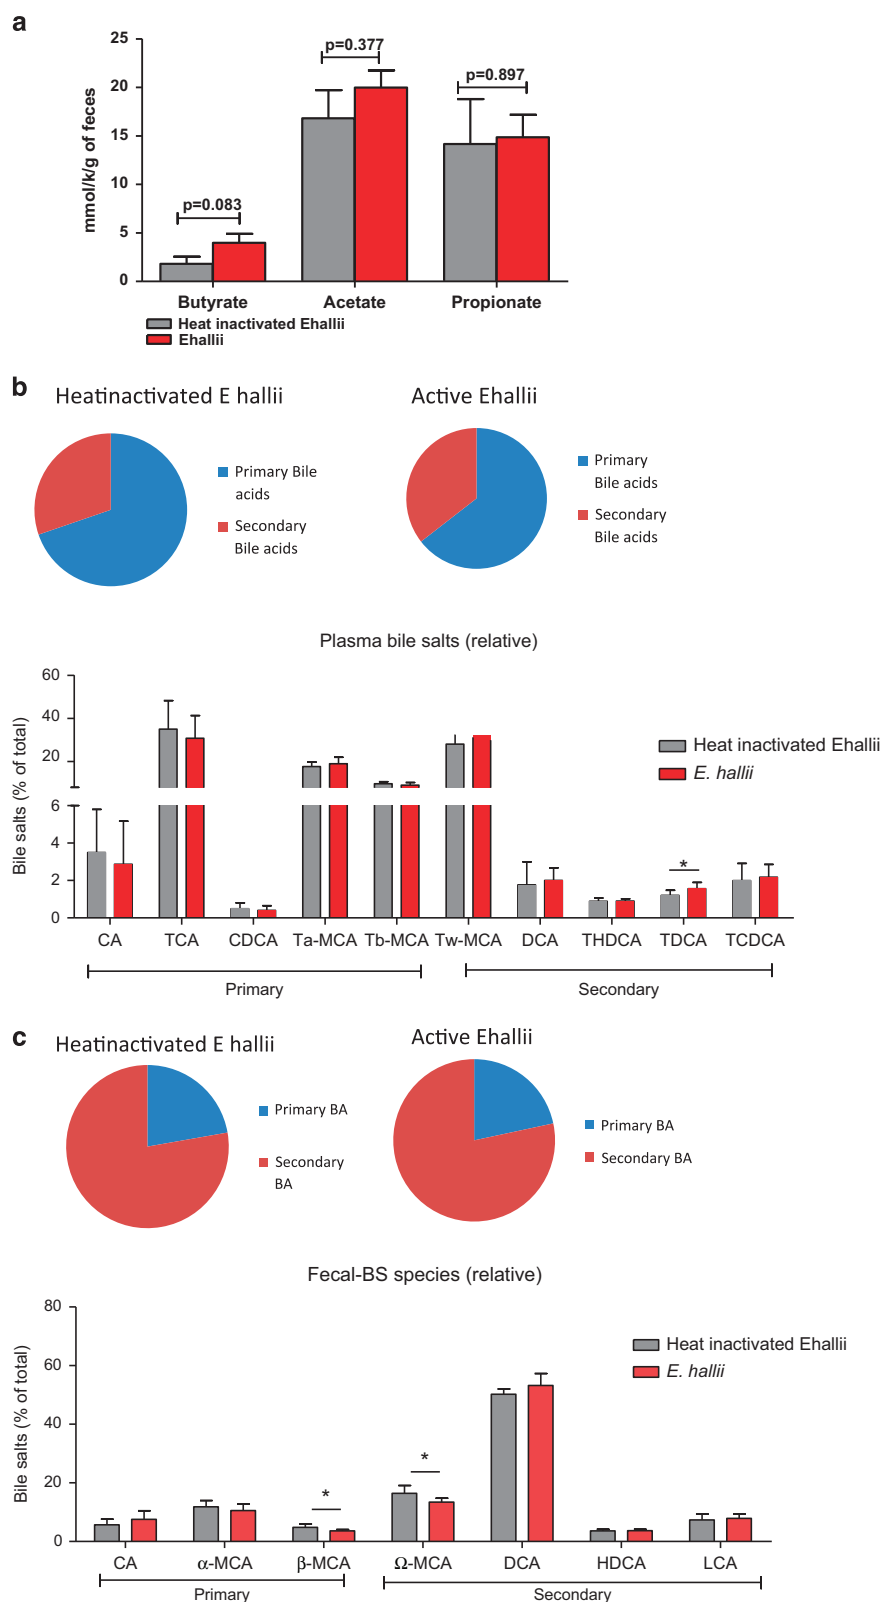 a
25
20
15
10
5
0
mmol/k/g of feces
p=0.083
p=0.377
p=0.897
Butyrate
Acetate
Propionate
Heat inactivated Ehallii
Ehallii
b
Heatinactivated E hallii
Primary Bile
acids
Secondary
Bile acids
Active Ehallii
Primary
Bile acids
Secondary
Bile acids
Plasma bile salts (relative)
60
40
20
6
4
2
0
Bile salts (% of total)
Heat inactivated Ehallii
E. hallii
*
CA
TCA
CDCA
Ta-MCA
Tb-MCA
Tw-MCA
DCA
THDCA
TDCA
TCDCA
Primary
Secondary
c
Heatinactivated E hallii
Primary BA
Secondary
BA
Active Ehallii
Primary BA
Secondary BA
Fecal-BS species (relative)
80
60
40
20
0
Bile salts (% of total)
Heat inactivated Ehallii
E. hallii
*
*
CA
α-MCA
β-MCA
Ω-MCA
DCA
HDCA
LCA
Primary
Secondary